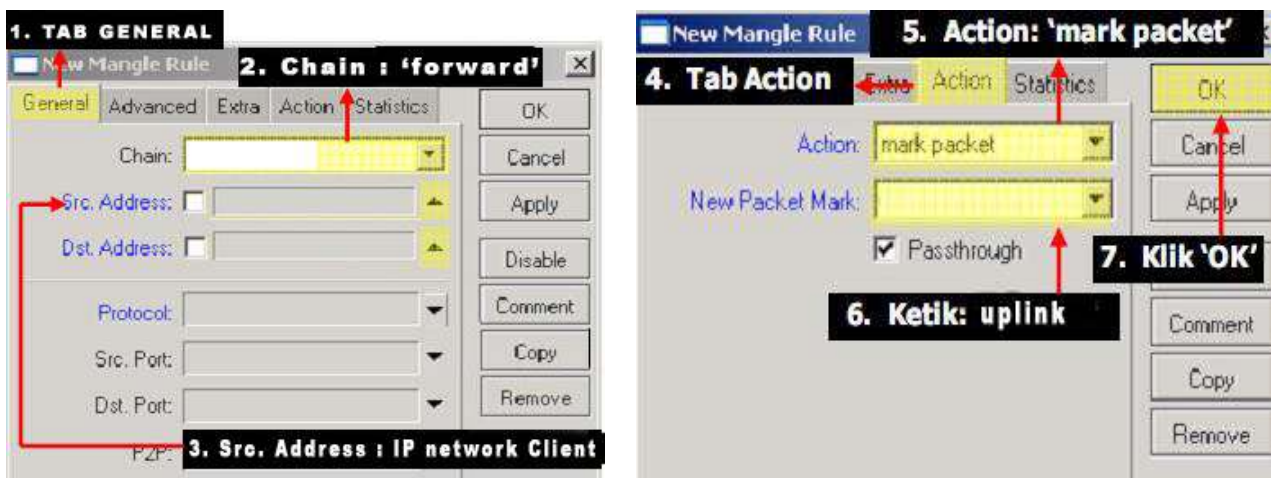 1. TAB GENERAL
New Mangle Rule
2. Chain : ‘forward’
General Advanced Extra Action Statistics
Chain:
Src. Address:
Dst. Address:
Protocol:
Src. Port:
Dst. Port:
P2P:
3. Src. Address : IP network Client
OK
Cancel
Apply
Disable
Comment
Copy
Remove
New Mangle Rule
5. Action: ‘mark packet’
4. Tab Action
Extra Action Statistics
Action: mark packet
New Packet Mark:
Passthrough
6. Ketik: uplink
OK
Cancel
Apply
7. Klik ‘OK’
Comment
Copy
Remove